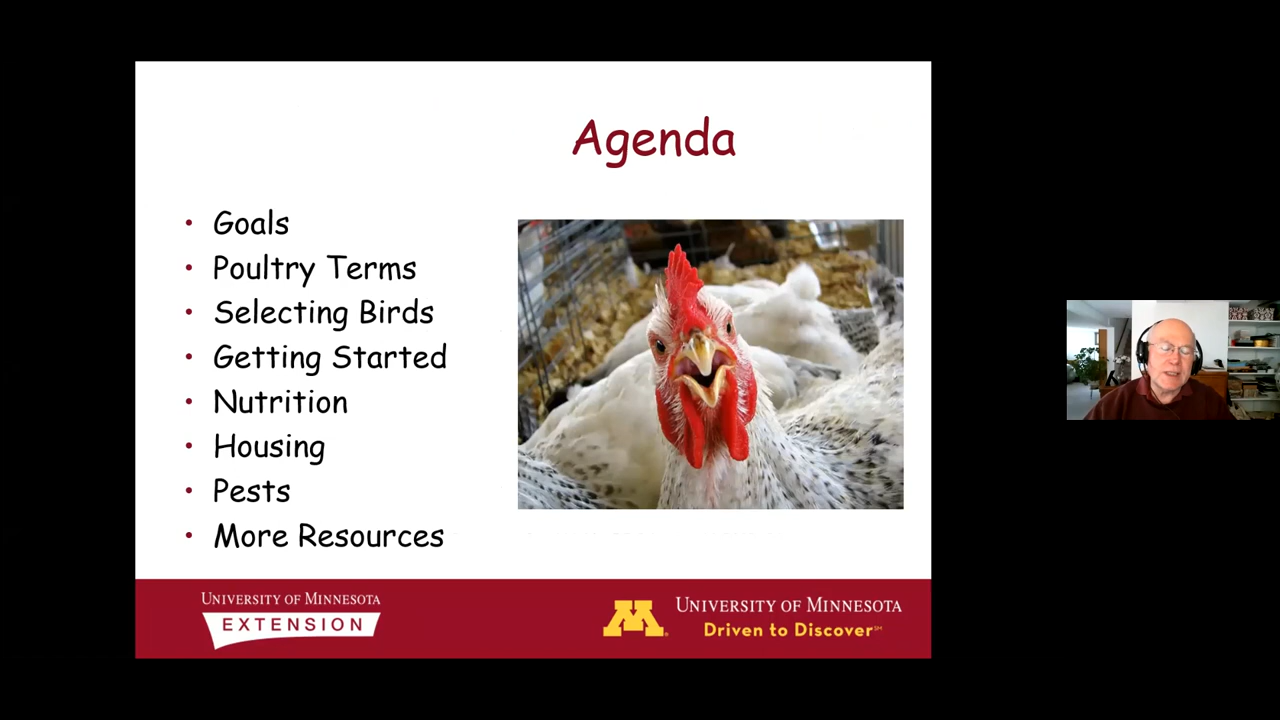 Agenda
• Goals
• Poultry Terms
• Selecting Birds
• Getting Started
• Nutrition
• Housing
• Pests
• More Resources
UNIVERSITY OF MINNESOTA
EXTENSION
M
UNIVERSITY OF MINNESOTA
Driven to Discover℠